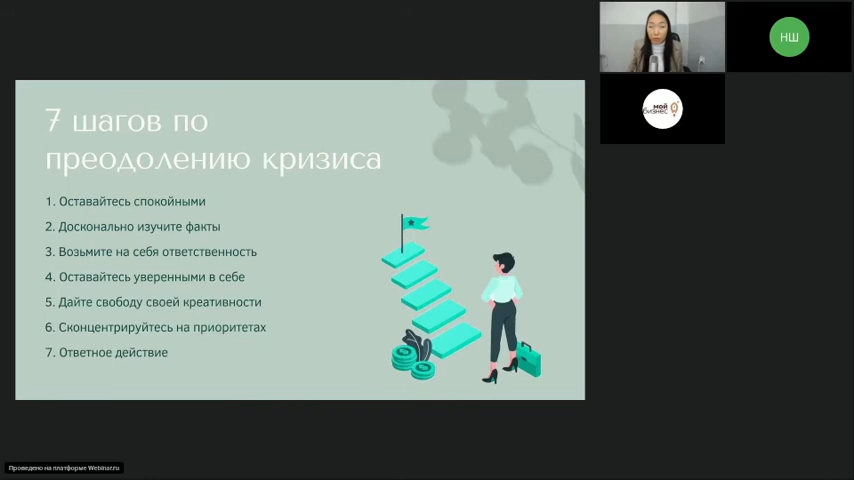 7 шагов по
преодолению кризиса
1. Оставайтесь спокойными
2. Досконально изучите факты
3. Возьмите на себя ответственность
4. Оставайтесь уверенными в себе
5. Дайте свободу своей креативности
6. Сконцентрируйтесь на приоритетах
7. Ответное действие
НШ
мой
бизнес
Проведено на платформе Webinar.ru